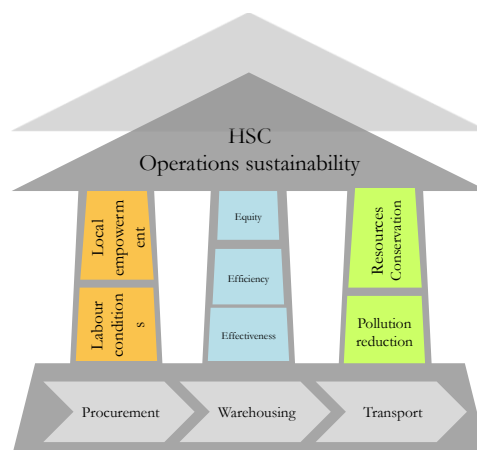 HSC
Operations sustainability
Local
empowerm
ent
Labour
condition
s
Equity
Efficiency
Effectiveness
Resources
Conservation
Pollution
reduction
Procurement
Warehousing
Transport